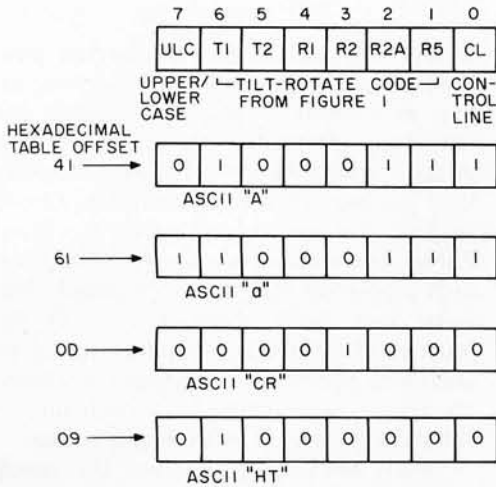 7 6 5 4 3 2 1 0
ULC T1 T2 R1 R2 R2A R5 CL
UPPER/ TILT-ROTATE CODE CON-
LOWER FROM FIGURE 1 TROL
CASE LINE
HEXADECIMAL
TABLE OFFSET
41 0 1 0 0 0 1 1 1
ASCII "A"
61 1 1 0 0 0 1 1 1
ASCII "a"
0D 0 0 0 0 1 0 0 0
ASCII "CR"
09 0 1 0 0 0 0 0 0
ASCII "HT"